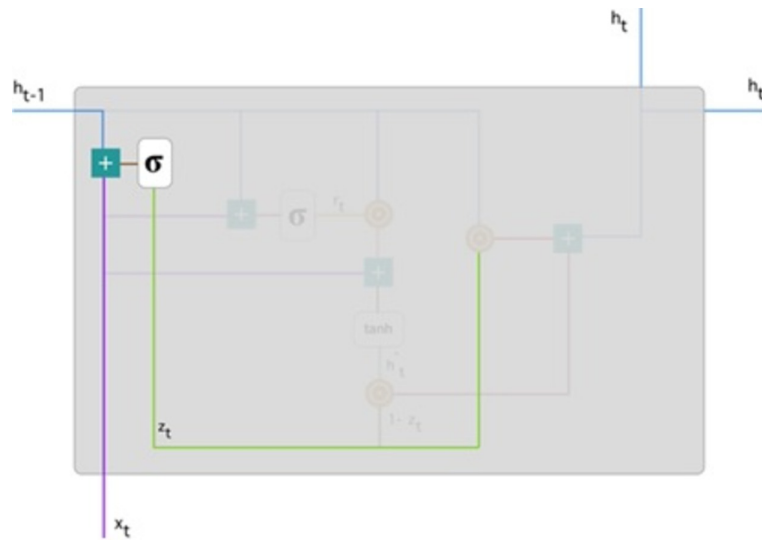 h_t
h_{t-1}
h_t
+
σ
+
σ
r_t
+
+
tanh
h'_t
1- z_t
z_t
x_t